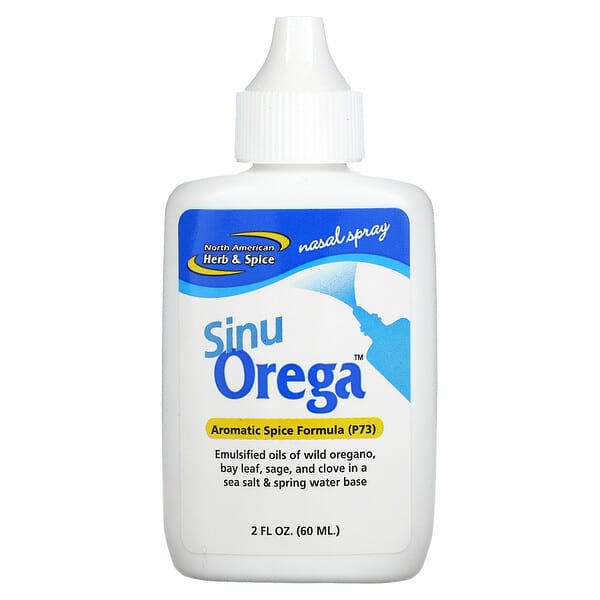 North American
Herb & Spice
nasal spray
Sinu
Orega™
Aromatic Spice Formula (P73)
Emulsified oils of wild oregano,
bay leaf, sage, and clove in a
sea salt & spring water base
2 FL OZ. (60 ML.)